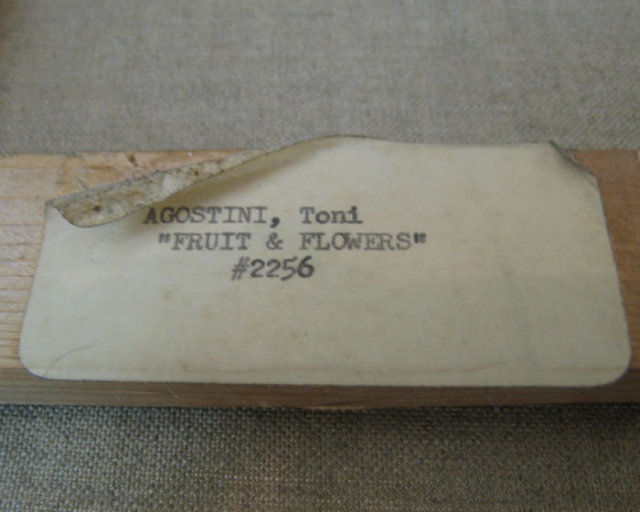 AGOSTINI, Toni
"FRUIT & FLOWERS"
#2256